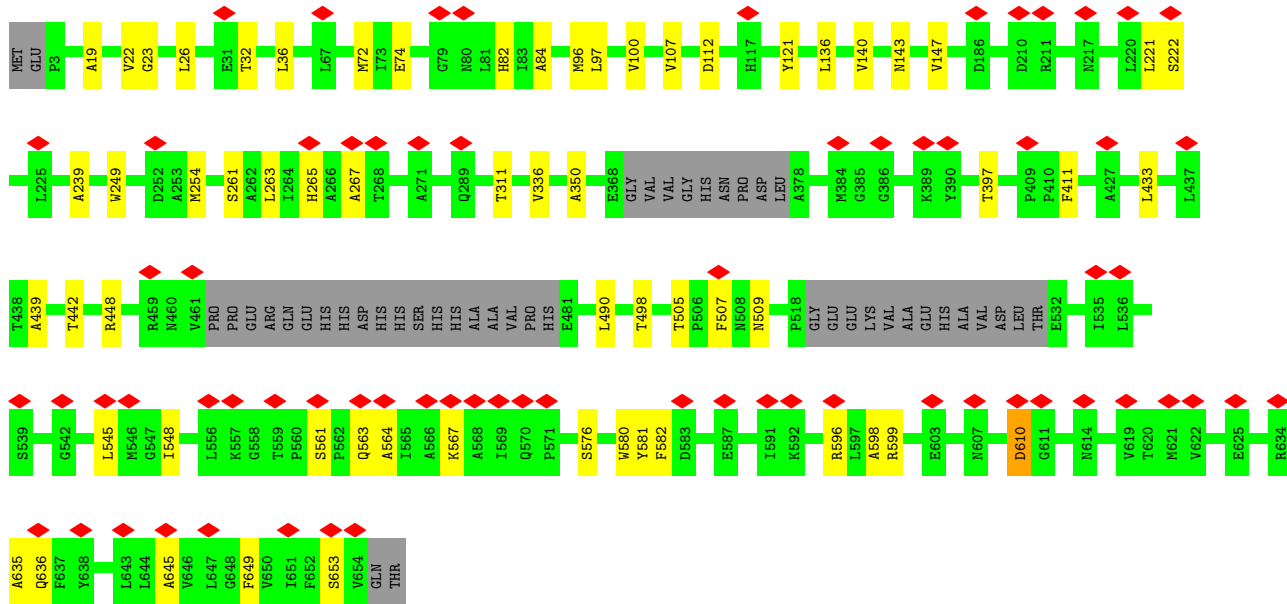 MET GLU P3 A19 V22 G23 L26 E31 T32 L36 L67 M72 I73 E74 G79 N80 L81 H82 I83 A84 M96 L97 V100 V107 D112 H117 Y121 L136 V140 N143 V147 D186 D210 R211 N217 L220 L221 S222
L225 A239 W249 D252 A253 M254 S261 A262 L263 I264 H265 A266 A267 T268 A271 Q289 T311 V336 A350 E368 GLY VAL VAL GLY HIS ASN PRO ASP LEU A378 M384 G385 G386 K389 Y390 T397 P409 P410 F411 A427 L433 L437
T438 A439 T442 R448 R459 N460 V461 PRO PRO GLU ARG GLN GLU HIS HIS ASP HIS HIS SER HIS HIS ALA ALA VAL PRO HIS E481 L490 T498 T505 P506 F507 N508 N509 P518 GLY GLU GLU LYS VAL ALA GLU HIS ALA VAL ASP LEU THR E532 I535 L536
S539 G542 L545 M546 G547 I548 L556 K557 G558 T559 P560 S561 P562 Q563 A564 I565 A566 K567 A568 I569 Q570 P571 S576 W580 Y581 F582 D583 E587 I591 K592 R596 L597 A598 R599 E603 N607 D610 G611 N614 V619 T620 M621 V622 E625 R634
A635 Q636 F637 Y638 L643 L644 A645 V646 L647 G648 F649 V650 I651 F652 S653 V654 GLN THR